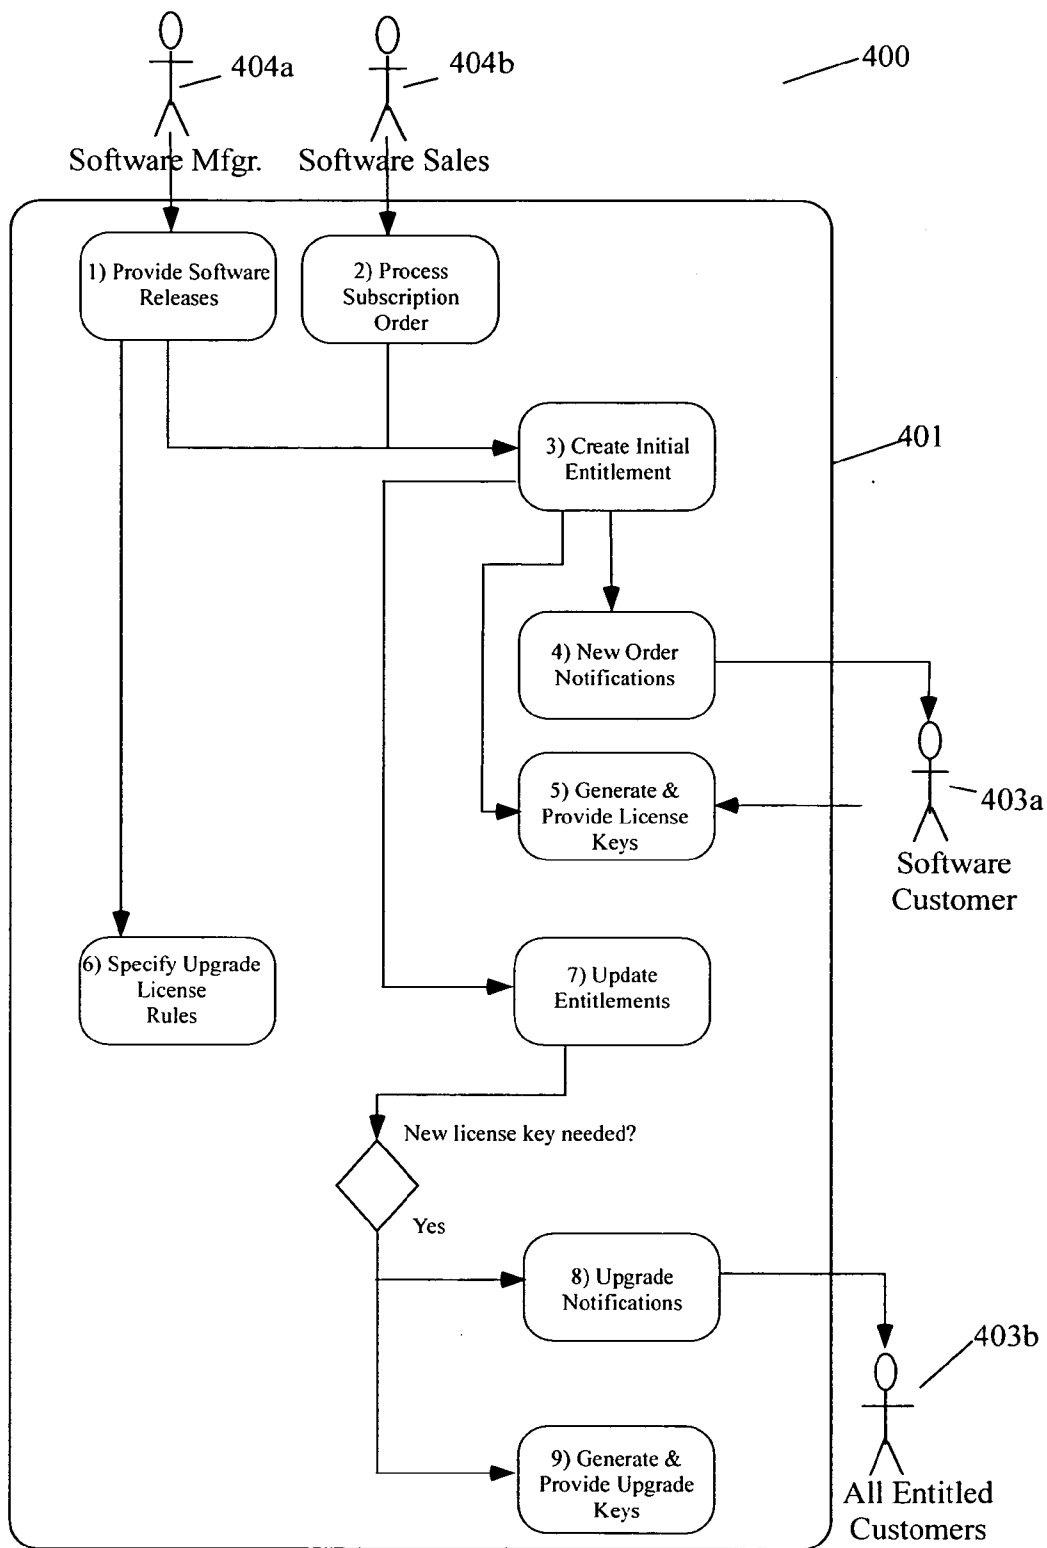 404a
404b
400
Software Mfgr.
Software Sales
1) Provide Software
Releases
2) Process
Subscription
Order
3) Create Initial
Entitlement
401
4) New Order
Notifications
5) Generate &
Provide License
Keys
403a
Software
Customer
6) Specify Upgrade
License
Rules
7) Update
Entitlements
New license key needed?
Yes
8) Upgrade
Notifications
403b
9) Generate &
Provide Upgrade
Keys
All Entitled
Customers